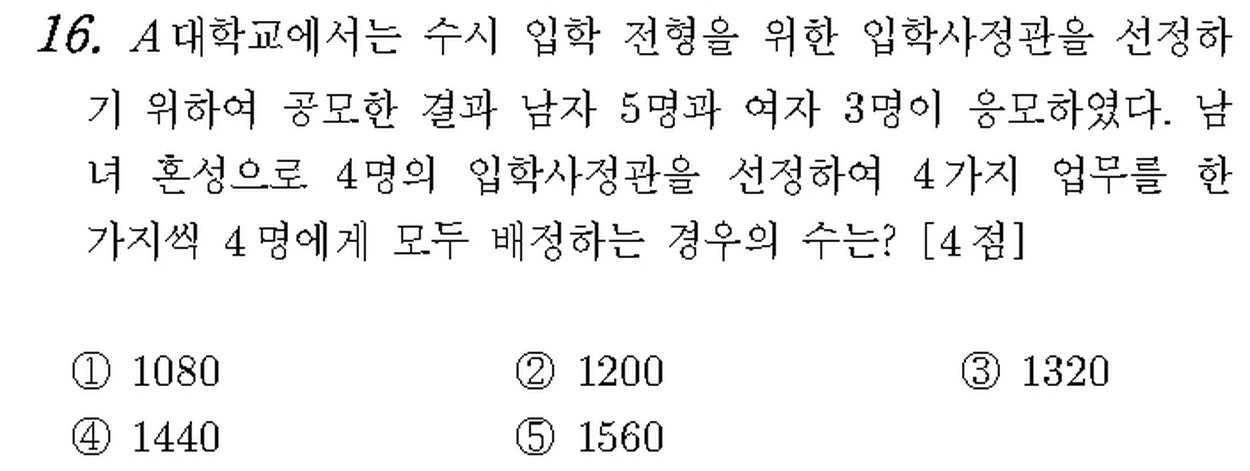 16. A대학교에서는 수시 입학 전형을 위한 입학사정관을 선정하
기 위하여 공모한 결과 남자 5명과 여자 3명이 응모하였다. 남
녀 혼성으로 4명의 입학사정관을 선정하여 4가지 업무를 한
가지씩 4명에게 모두 배정하는 경우의 수는? [4점]
① 1080 ② 1200 ③ 1320
④ 1440 ⑤ 1560